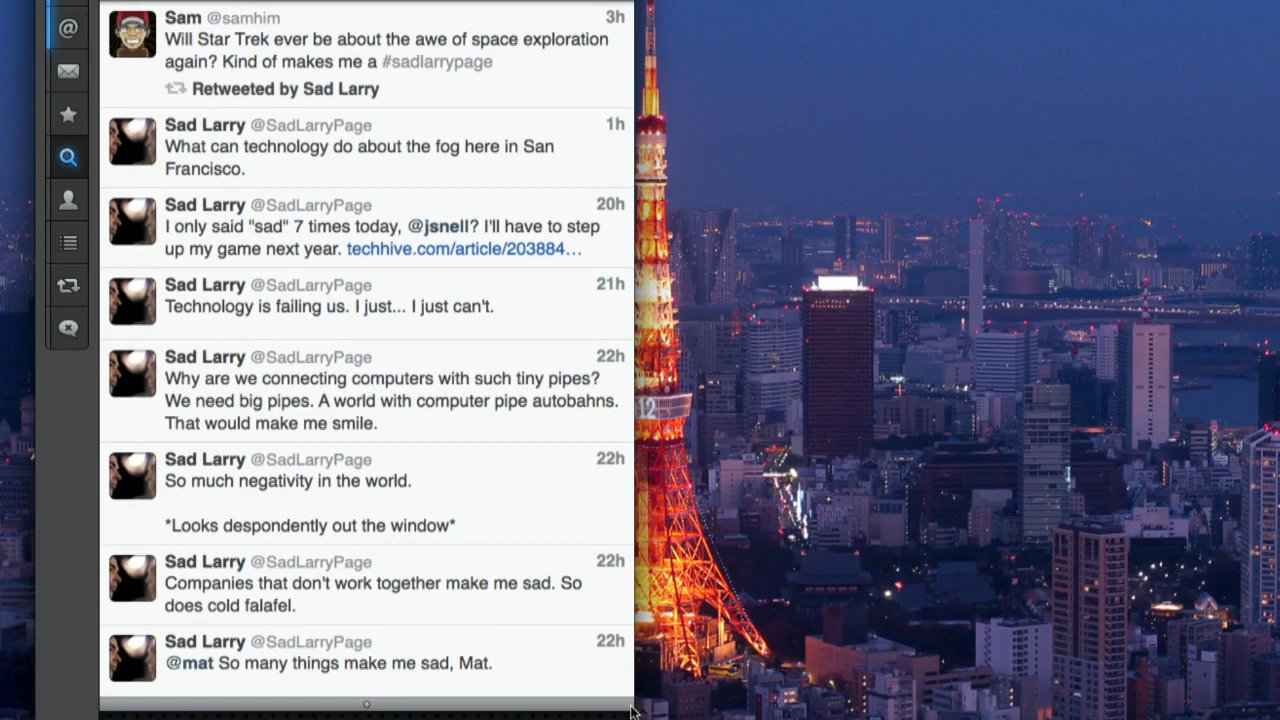 Sam @samhim 3h
Will Star Trek ever be about the awe of space exploration
again? Kind of makes me a #sadlarrypage
Retweeted by Sad Larry
Sad Larry @SadLarryPage 1h
What can technology do about the fog here in San
Francisco.
Sad Larry @SadLarryPage 20h
I only said "sad" 7 times today, @jsnell? I'll have to step
up my game next year. techhive.com/article/203884…
Sad Larry @SadLarryPage 21h
Technology is failing us. I just... I just can't.
Sad Larry @SadLarryPage 22h
Why are we connecting computers with such tiny pipes?
We need big pipes. A world with computer pipe autobahns.
That would make me smile.
Sad Larry @SadLarryPage 22h
So much negativity in the world.
*Looks despondently out the window*
Sad Larry @SadLarryPage 22h
Companies that don't work together make me sad. So
does cold falafel.
Sad Larry @SadLarryPage 22h
@mat So many things make me sad, Mat.
12